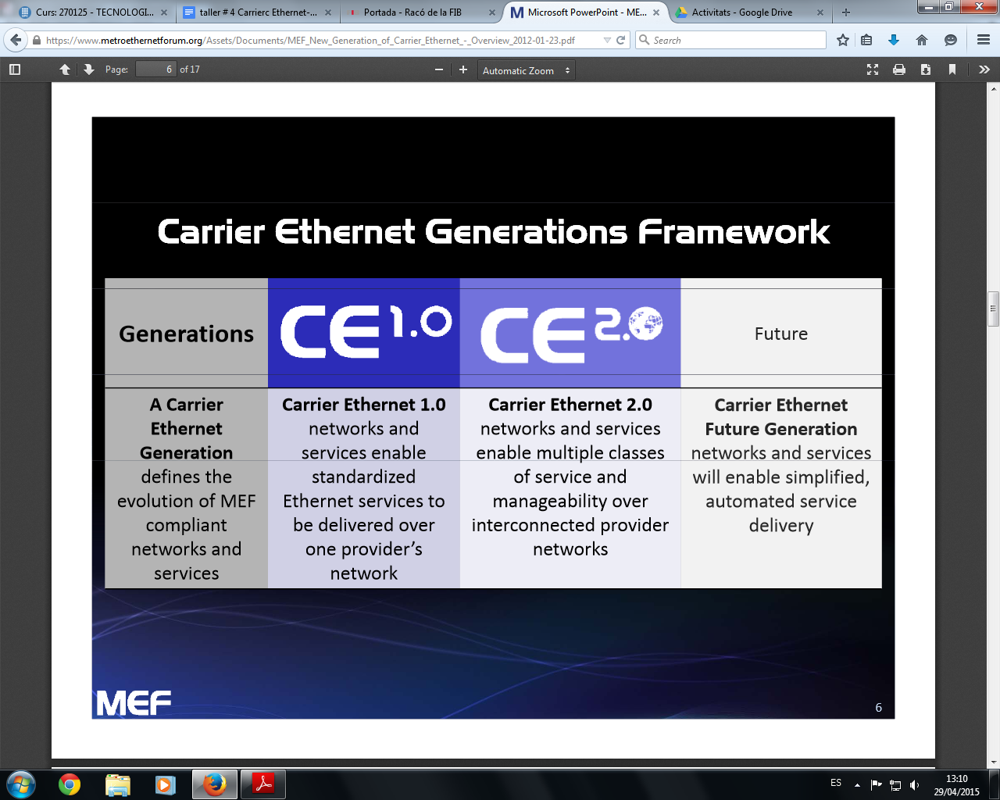 Curs: 270125 - TECNOLOGI...
taller # 4 Carrierc Ethernet-...
Portada - Racó de la FIB
Microsoft PowerPoint - ME...
Activitats - Google Drive
https://www.metroethernetforum.org/Assets/Documents/MEF_New_Generation_of_Carrier_Ethernet_-_Overview_2012-01-23.pdf
Search
Page: 6 of 17
Automatic Zoom
Carrier Ethernet Generations Framework
Generations
CE 1.0
CE 2.0
Future
A Carrier
Ethernet
Generation
defines the
evolution of MEF
compliant
networks and
services
Carrier Ethernet 1.0
networks and
services enable
standardized
Ethernet services to
be delivered over
one provider's
network
Carrier Ethernet 2.0
networks and services
enable multiple classes
of service and
manageability over
interconnected provider
networks
Carrier Ethernet
Future Generation
networks and services
will enable simplified,
automated service
delivery
MEF
6
ES
13:10
29/04/2015